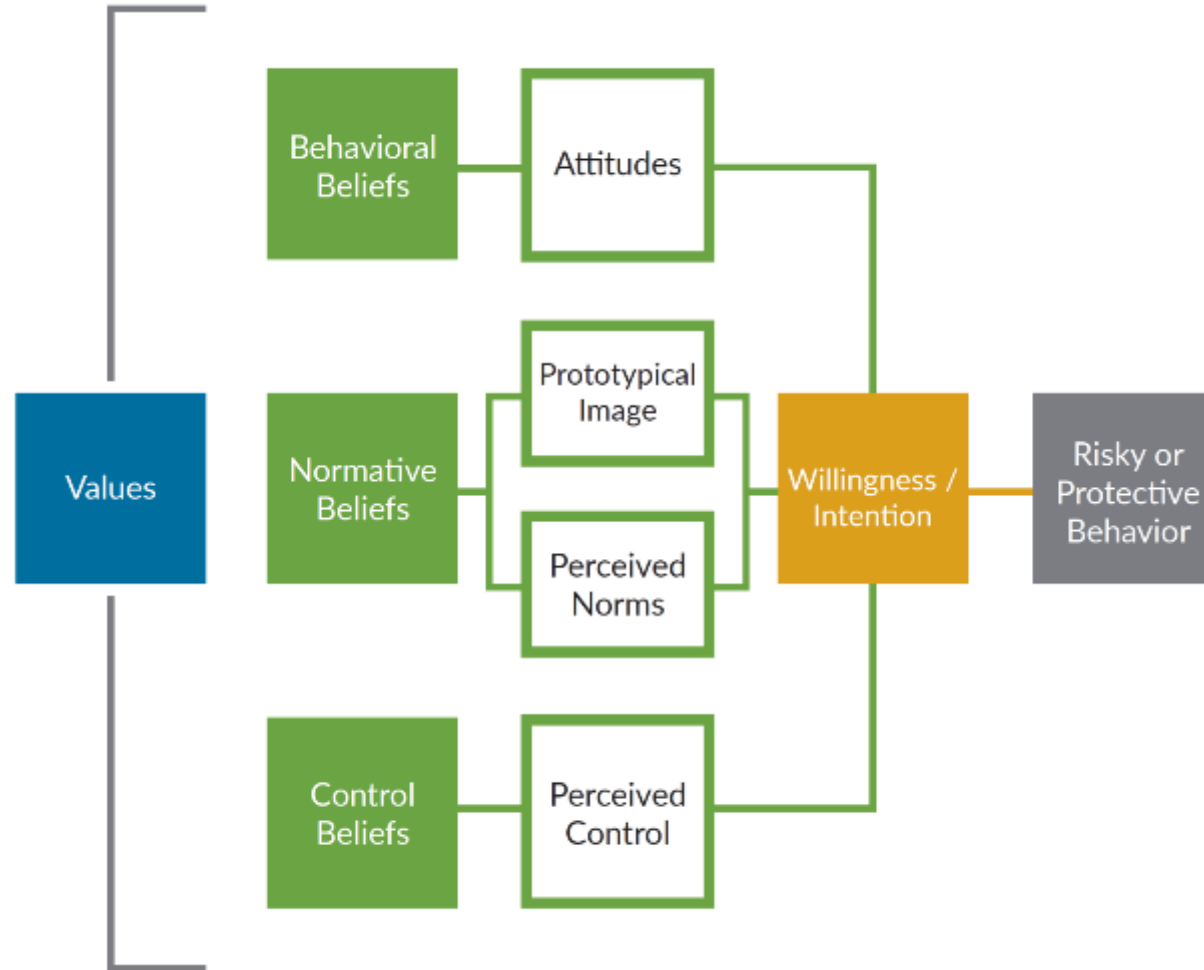 Behavioral
Beliefs
Attitudes
Values
Normative
Beliefs
Prototypical
Image
Perceived
Norms
Willingness /
Intention
Risky or
Protective
Behavior
Control
Beliefs
Perceived
Control